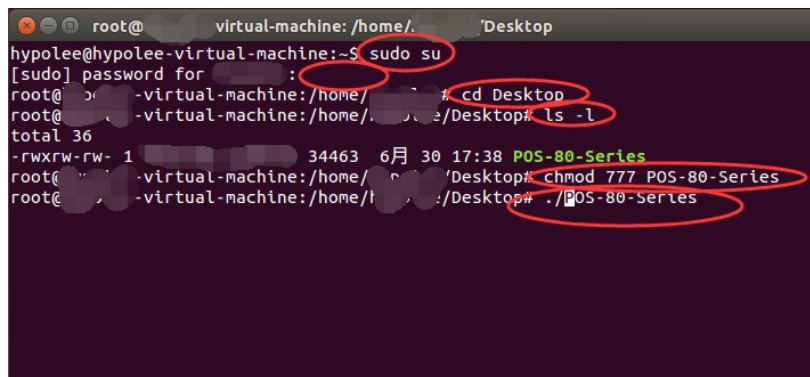 root@ virtual-machine: /home/ /Desktop
hypolee@hypolee-virtual-machine:~$ sudo su
[sudo] password for :
root@ -virtual-machine:/home/ # cd Desktop
root@ -virtual-machine:/home/ /Desktop# ls -l
total 36
-rwxrw-rw- 1 34463 6月 30 17:38 POS-80-Series
root@ -virtual-machine:/home/ /Desktop# chmod 777 POS-80-Series
root@ -virtual-machine:/home/ /Desktop# ./POS-80-Series